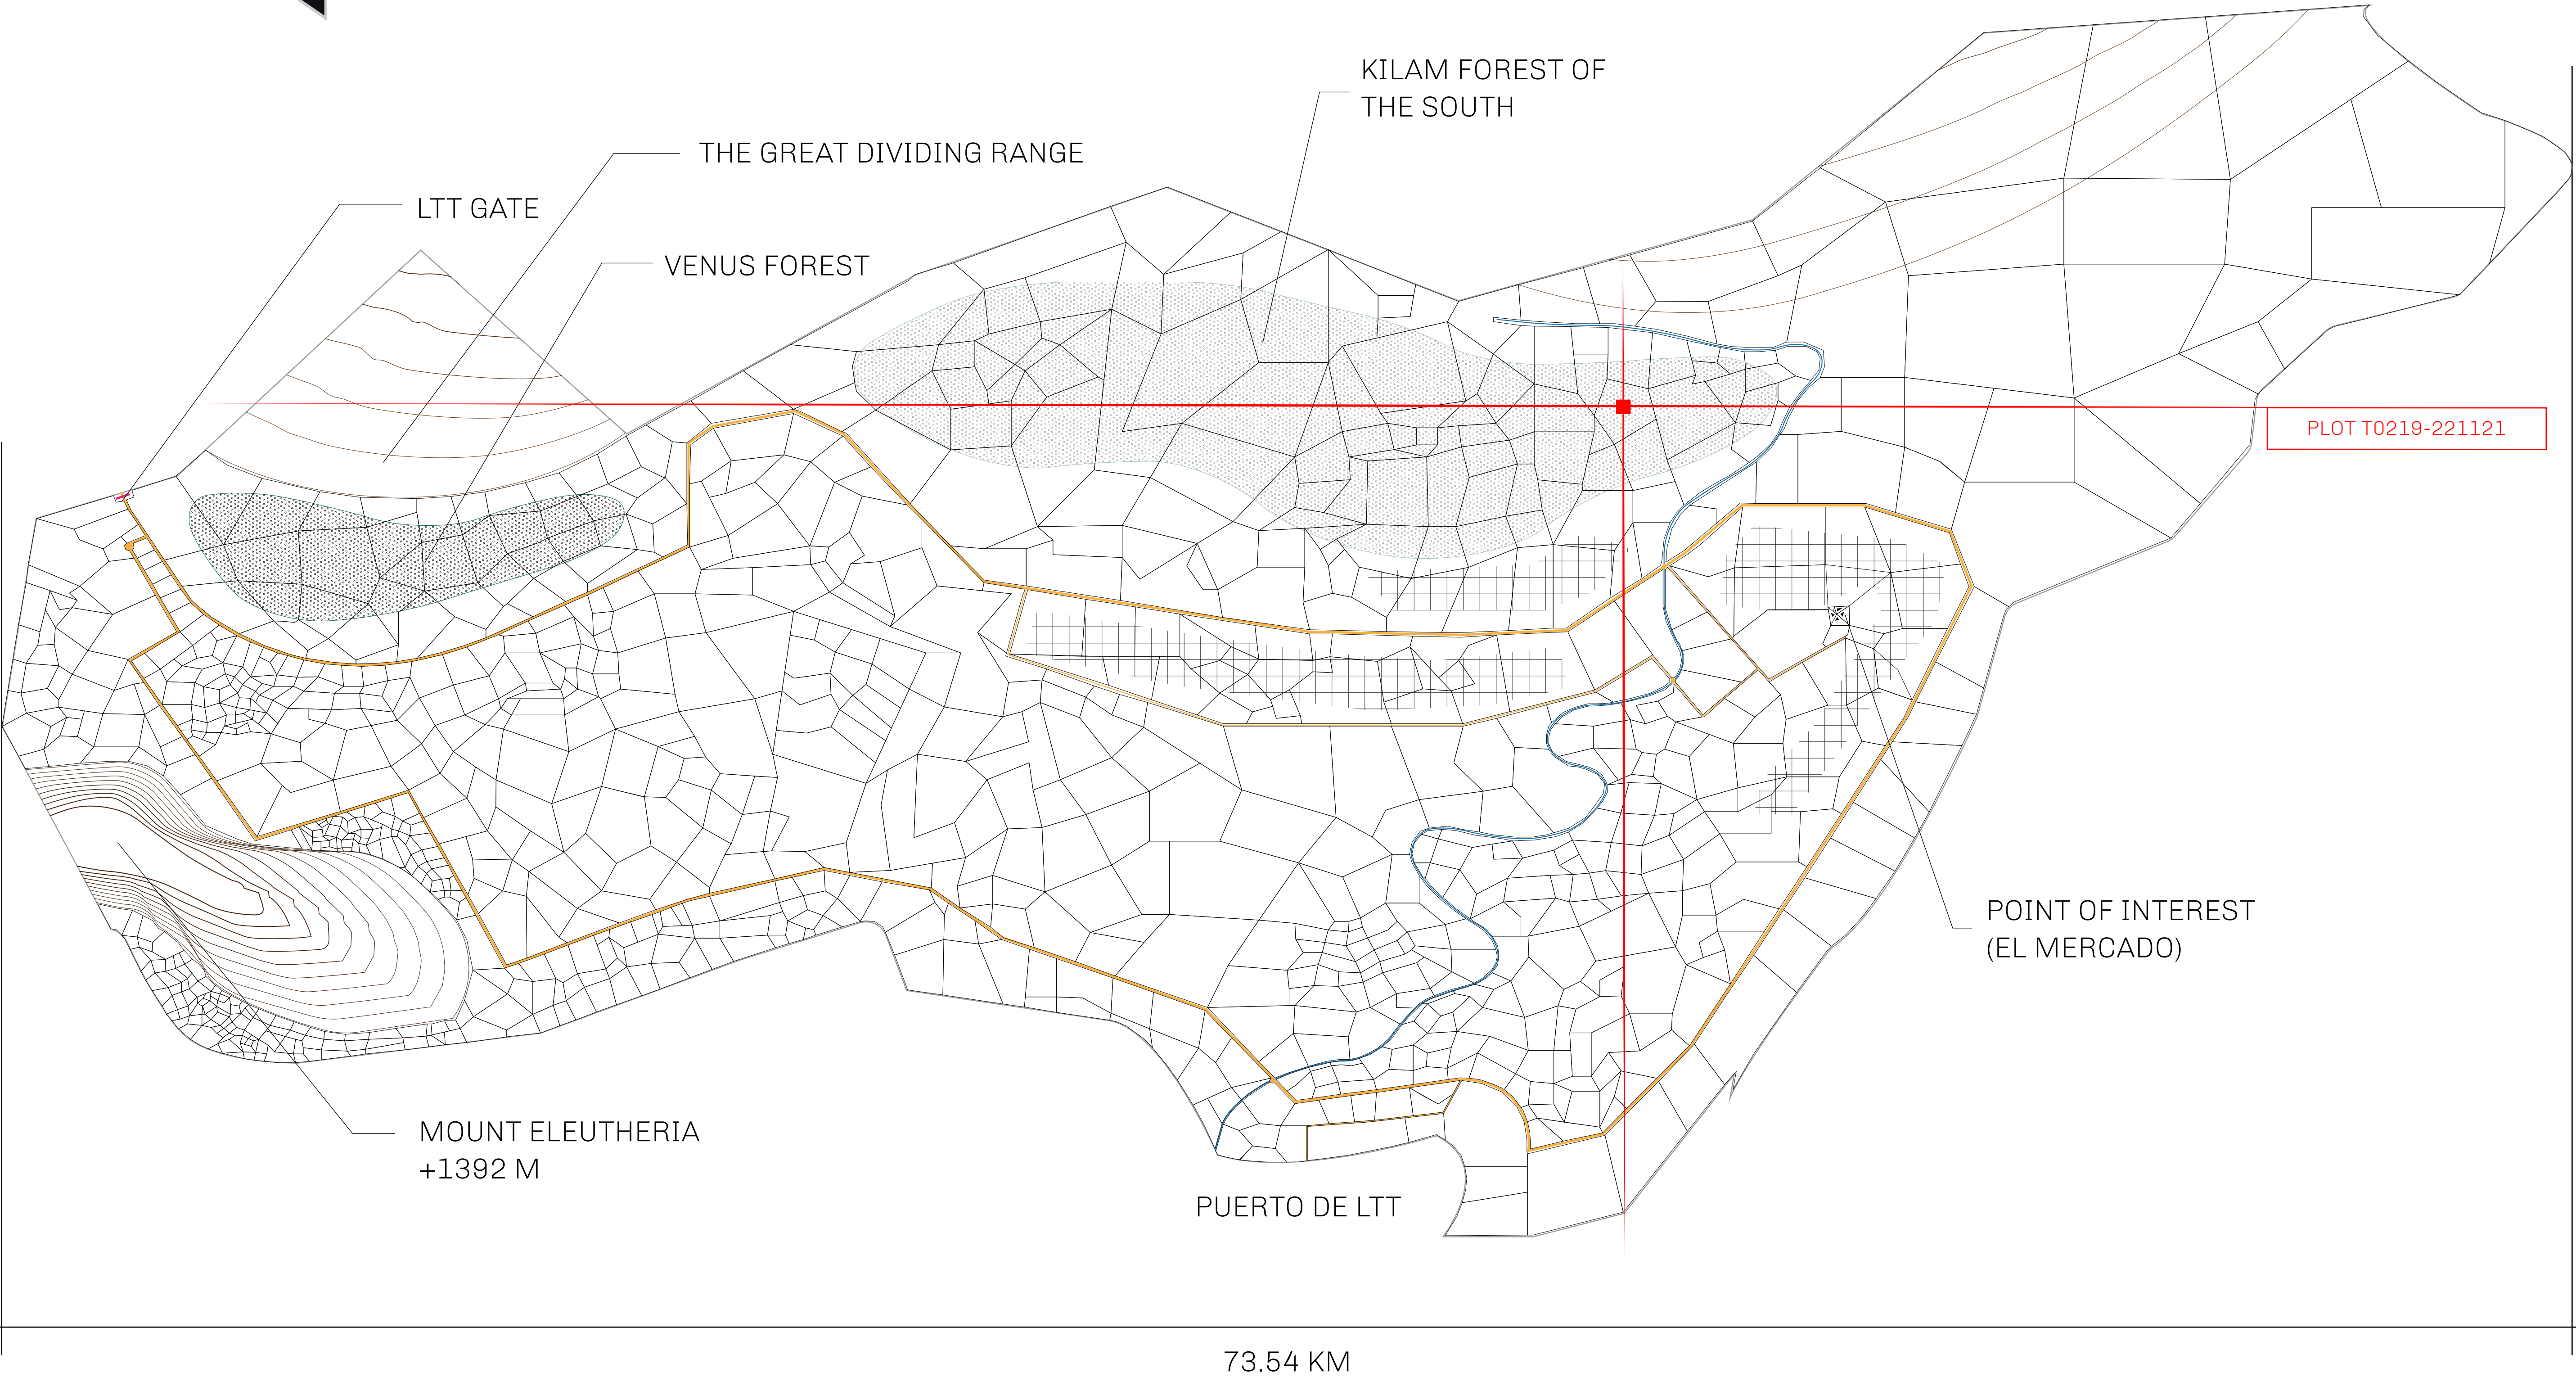 KILAM FOREST OF
THE SOUTH
THE GREAT DIVIDING RANGE
LTT GATE
VENUS FOREST
PLOT T0219-221121
POINT OF INTEREST
(EL MERCADO)
MOUNT ELEUTHERIA
+1392 M
PUERTO DE LTT
73.54 KM